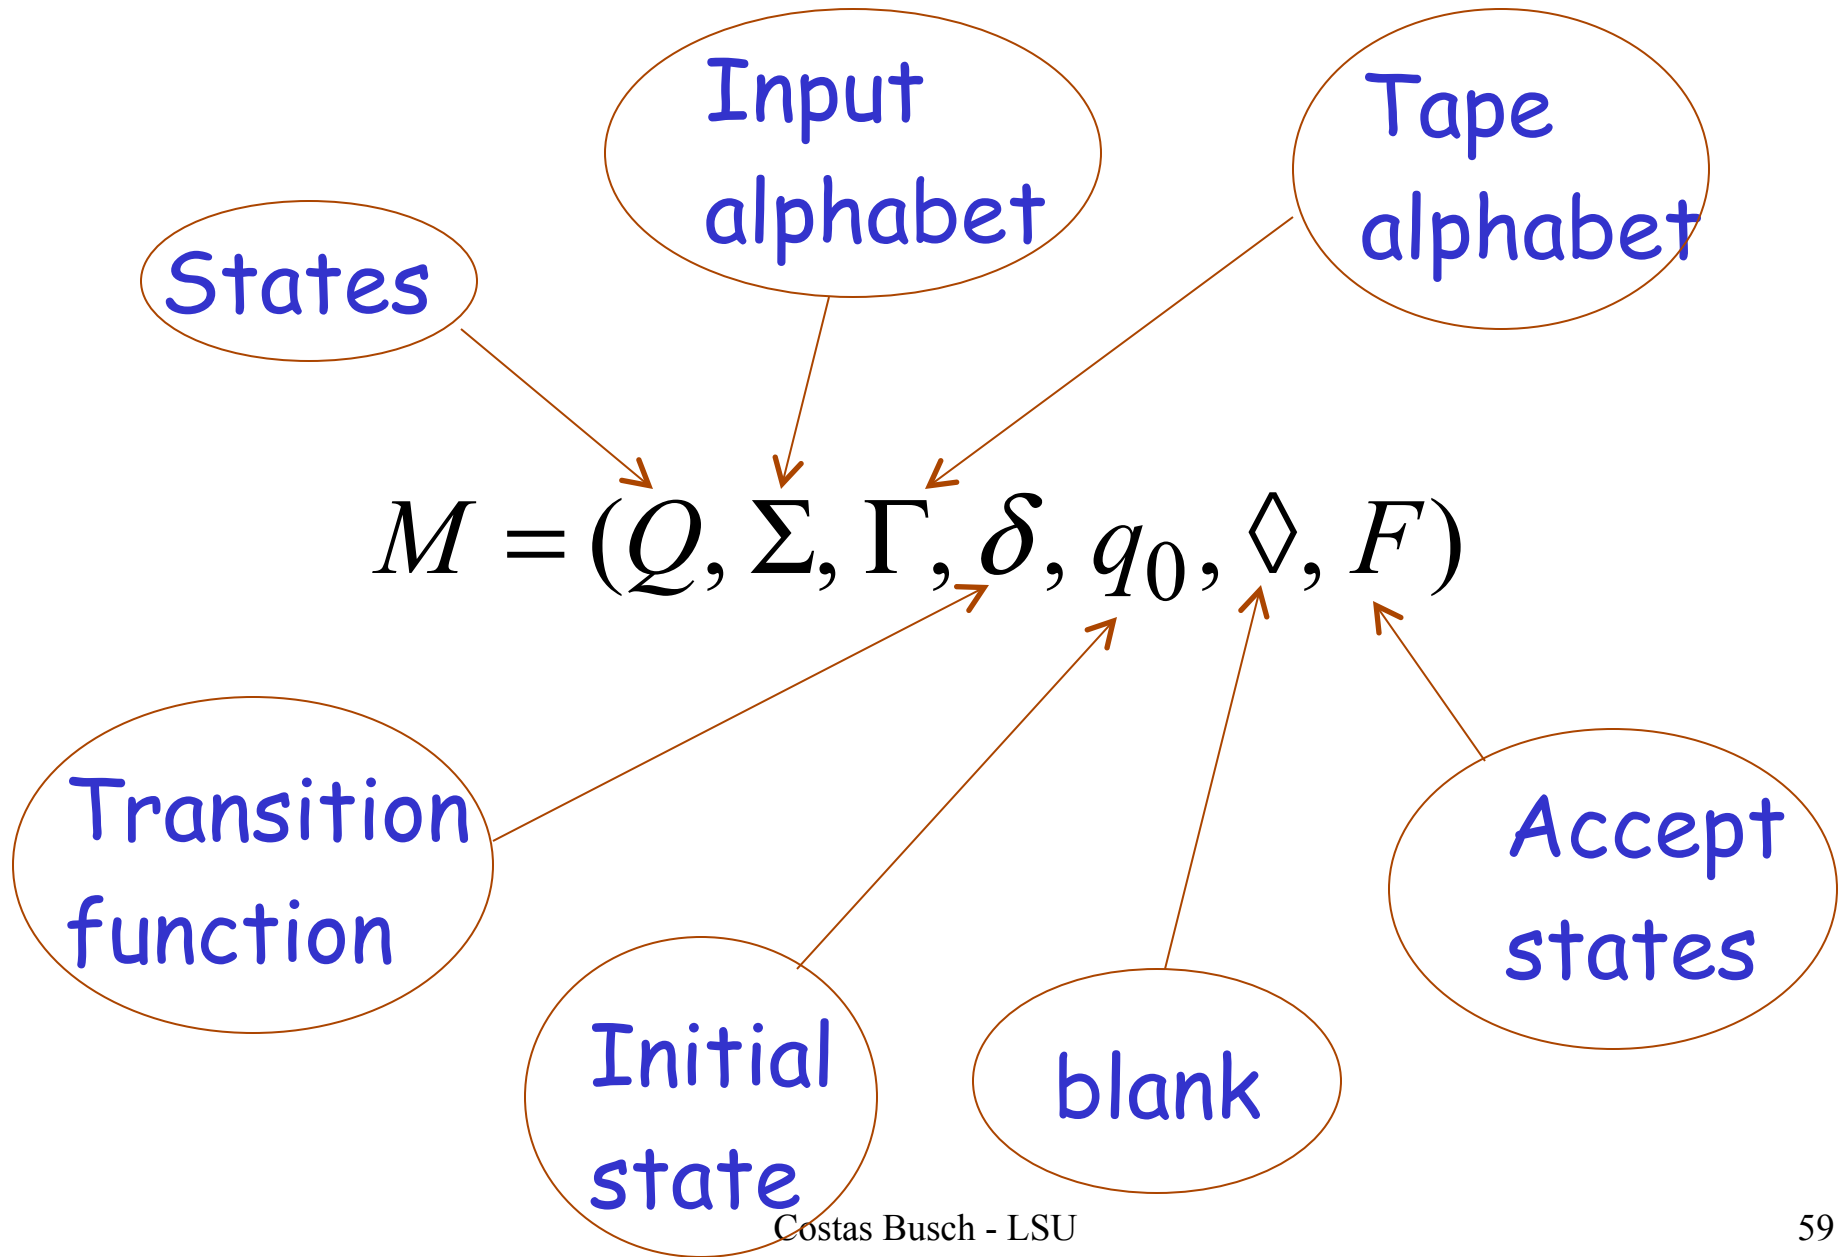 Input
alphabet
Tape
alphabet
States
M = (Q, Σ, Γ, δ, q₀, ◊, F)
Transition
function
Accept
states
Initial
state
blank
Costas Busch - LSU
59